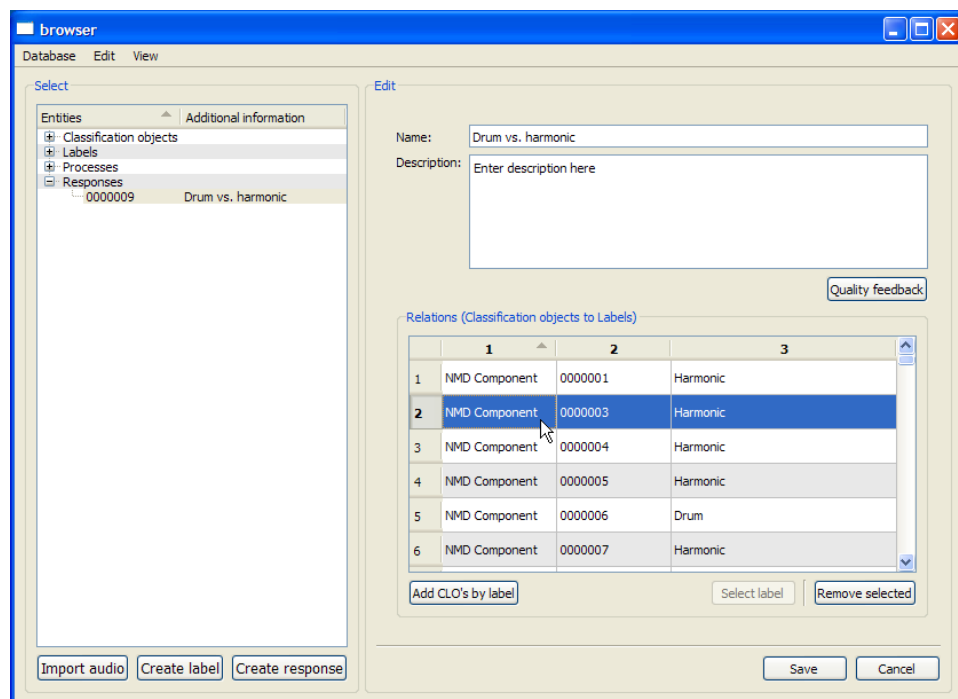 browser
Database Edit View
Select
Entities Additional information
Classification objects
Labels
Processes
Responses
0000009 Drum vs. harmonic
Import audio Create label Create response
Edit
Name: Drum vs. harmonic
Description: Enter description here
Quality feedback
Relations (Classification objects to Labels)
1 2 3
1 NMD Component 0000001 Harmonic
2 NMD Component 0000003 Harmonic
3 NMD Component 0000004 Harmonic
4 NMD Component 0000005 Harmonic
5 NMD Component 0000006 Drum
6 NMD Component 0000007 Harmonic
Add CLO's by label Select label Remove selected
Save Cancel